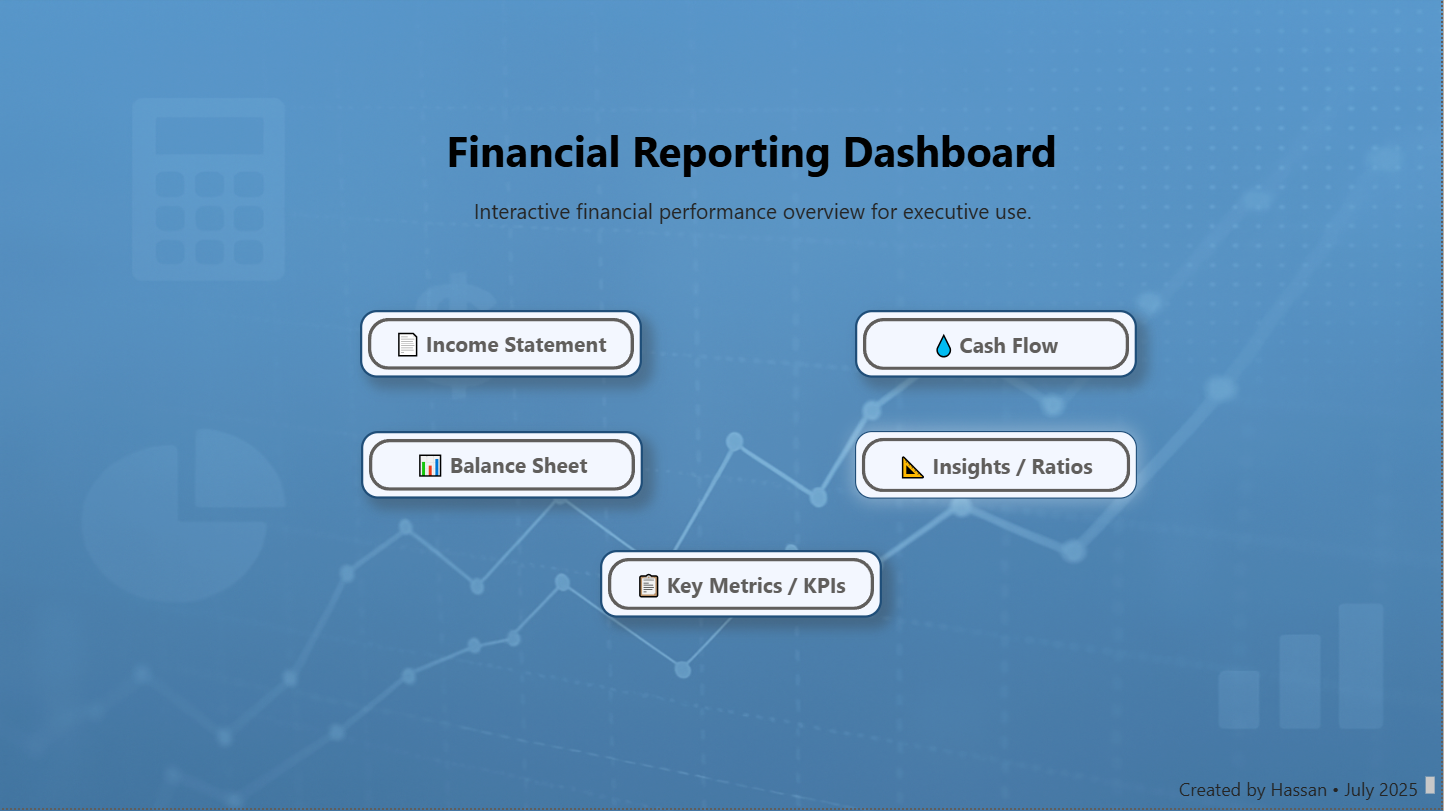 Financial Reporting Dashboard
Interactive financial performance overview for executive use.
📄 Income Statement
💧 Cash Flow
📊 Balance Sheet
📐 Insights / Ratios
📋 Key Metrics / KPIs
Created by Hassan • July 2025